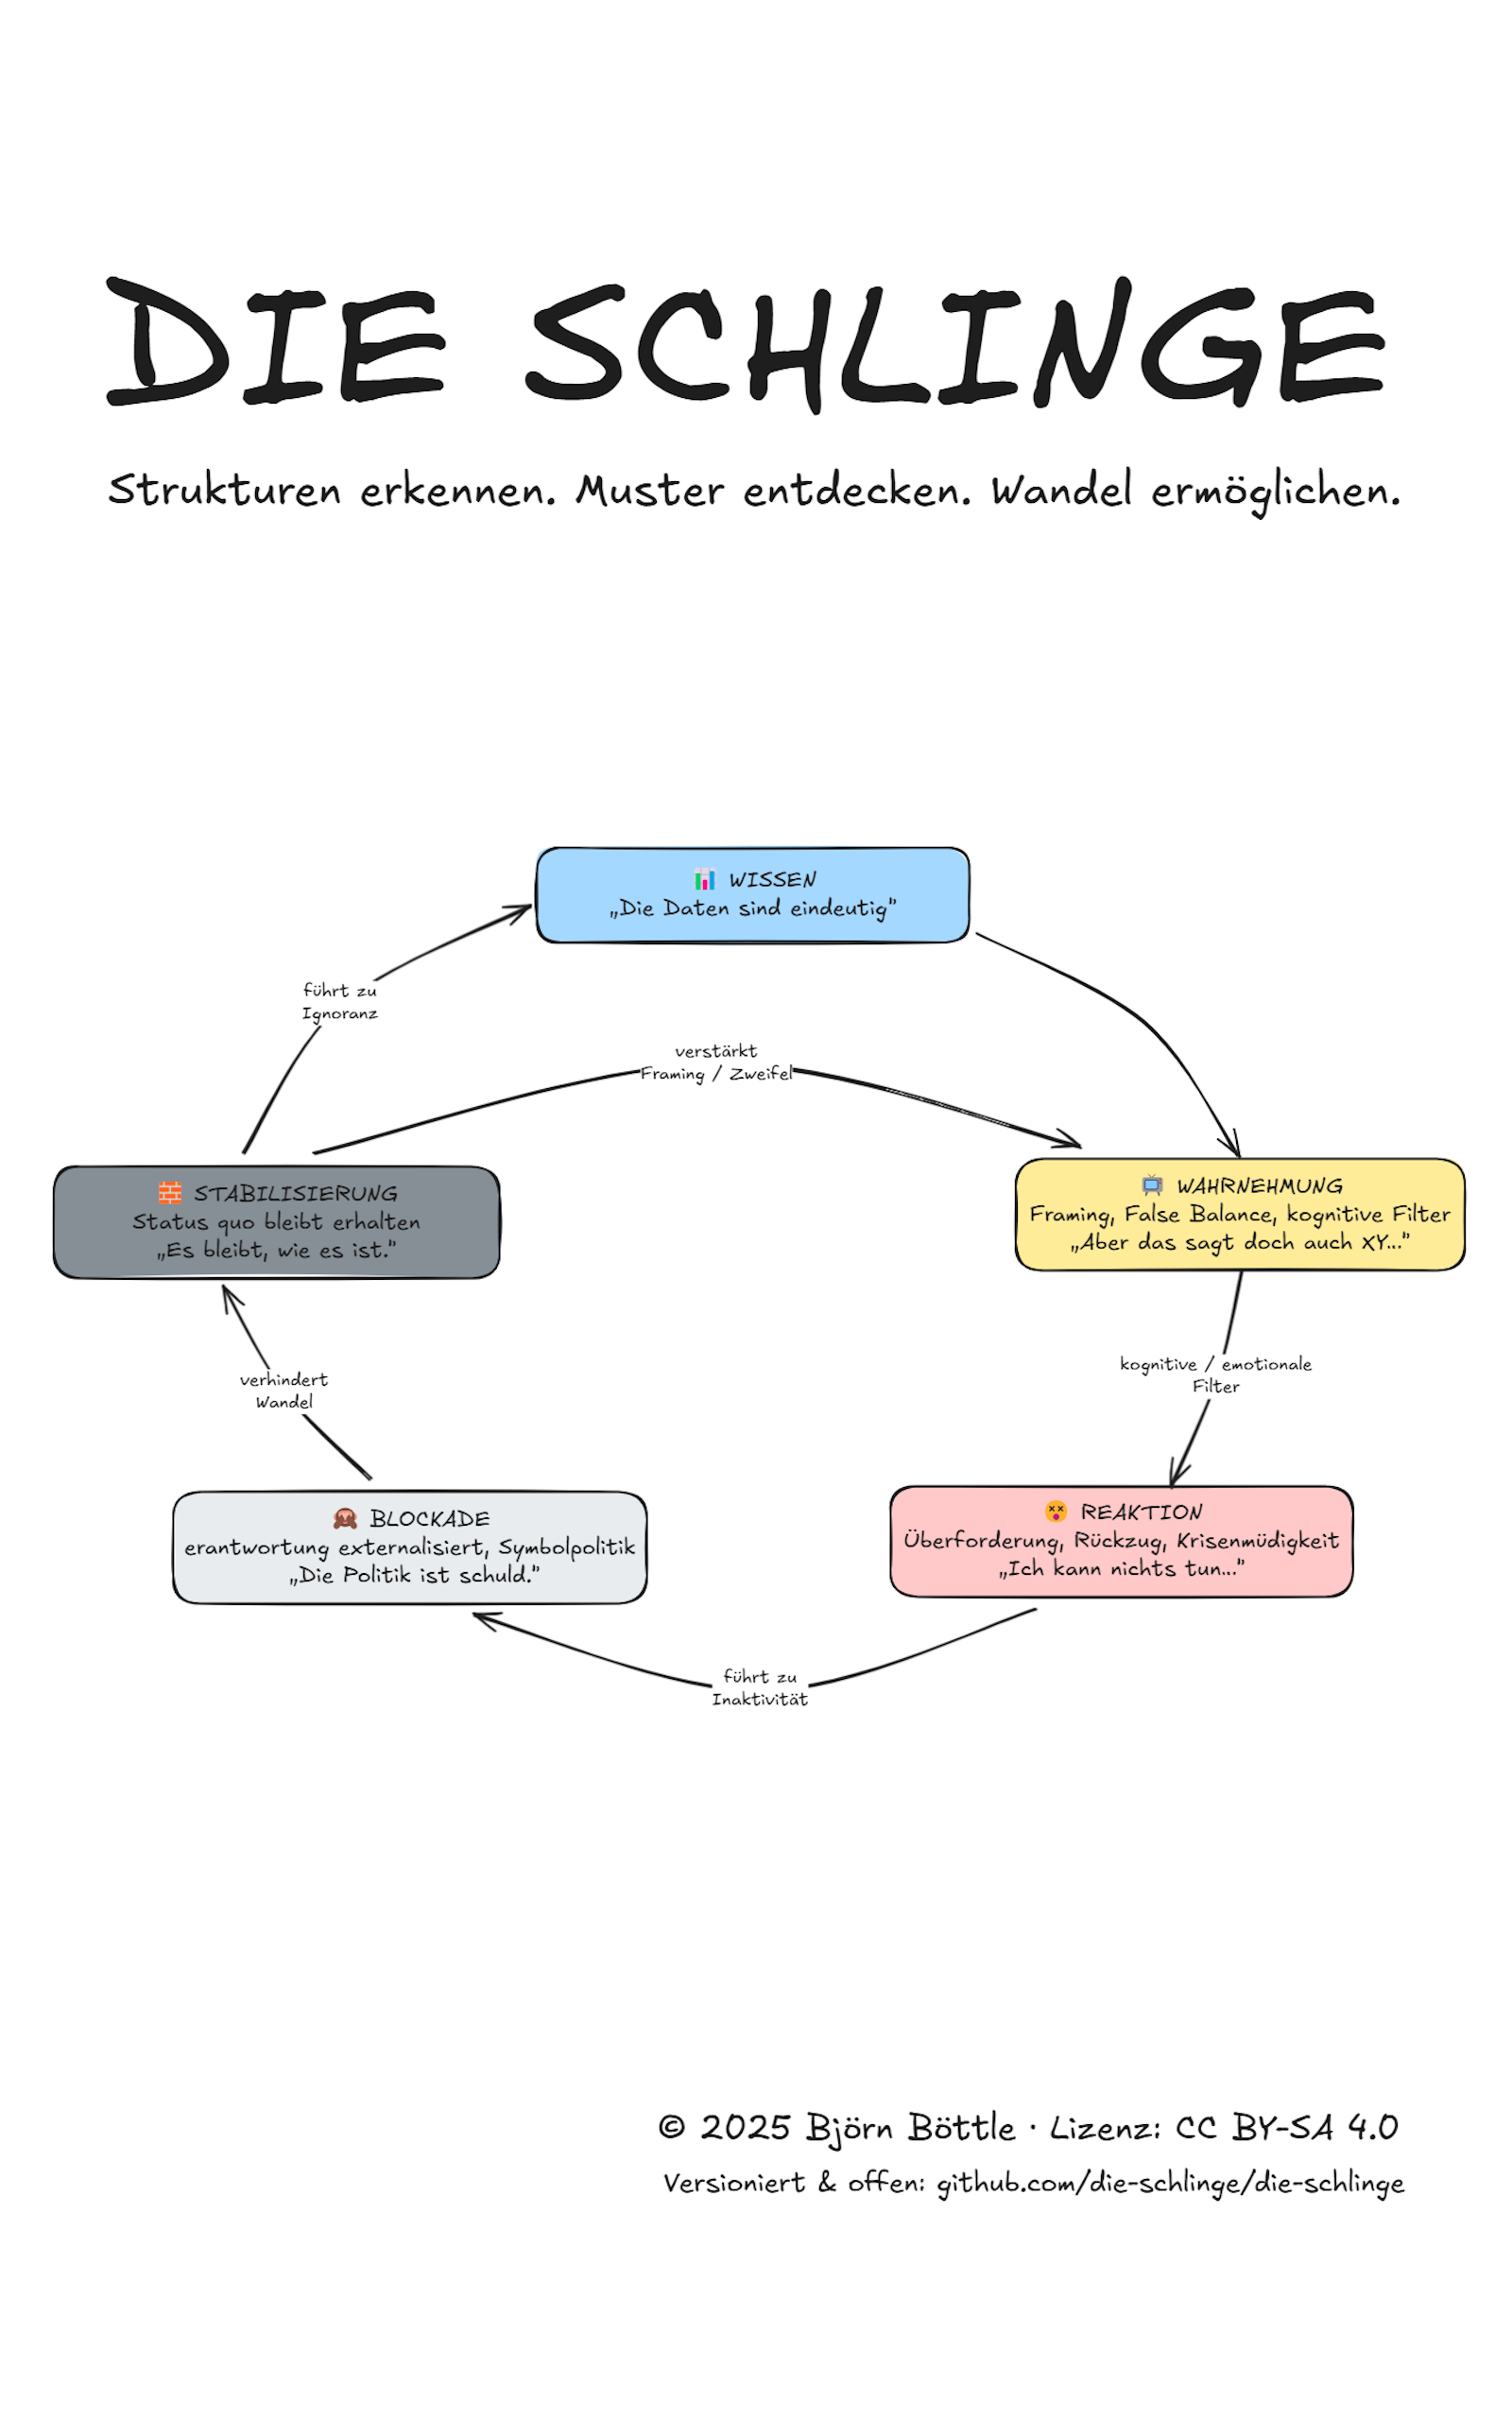 DIE SCHLINGE
Strukturen erkennen. Muster entdecken. Wandel ermöglichen.
📊 WISSEN
„Die Daten sind eindeutig"
führt zu
Ignoranz
verstärkt
Framing / Zweifel
🧱 STABILISIERUNG
Status quo bleibt erhalten
„Es bleibt, wie es ist."
📺 WAHRNEHMUNG
Framing, False Balance, kognitive Filter
„Aber das sagt doch auch XY..."
kognitive / emotionale
Filter
verhindert
Wandel
🙈 BLOCKADE
erantwortung externalisiert, Symbolpolitik
„Die Politik ist schuld."
😵 REAKTION
Überforderung, Rückzug, Krisenmüdigkeit
„Ich kann nichts tun..."
führt zu
Inaktivität
© 2025 Björn Böttle · Lizenz: CC BY-SA 4.0
Versioniert & offen: github.com/die-schlinge/die-schlinge